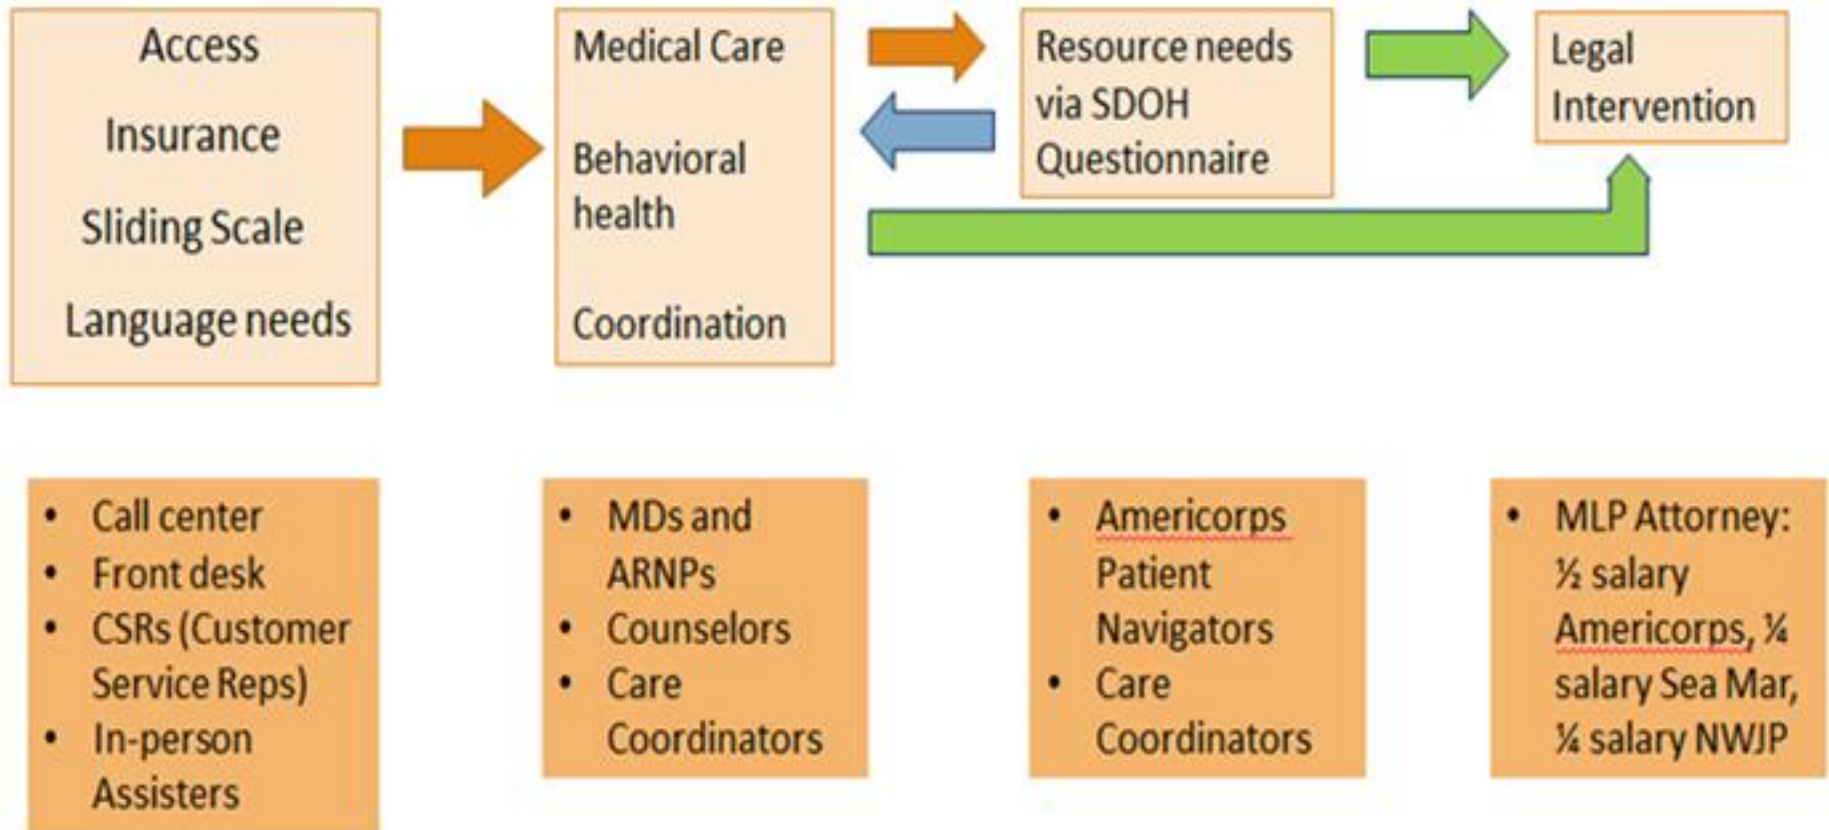 Access
Insurance
Sliding Scale
Language needs
Medical Care
Behavioral
health
Coordination
Resource needs
via SDOH
Questionnaire
Legal
Intervention
• Call center
• Front desk
• CSRs (Customer
Service Reps)
• In-person
Assisters
• MDs and
ARNPs
• Counselors
• Care
Coordinators
• Americorps
Patient
Navigators
• Care
Coordinators
• MLP Attorney:
½ salary
Americorps, ¼
salary Sea Mar,
¼ salary NWJP